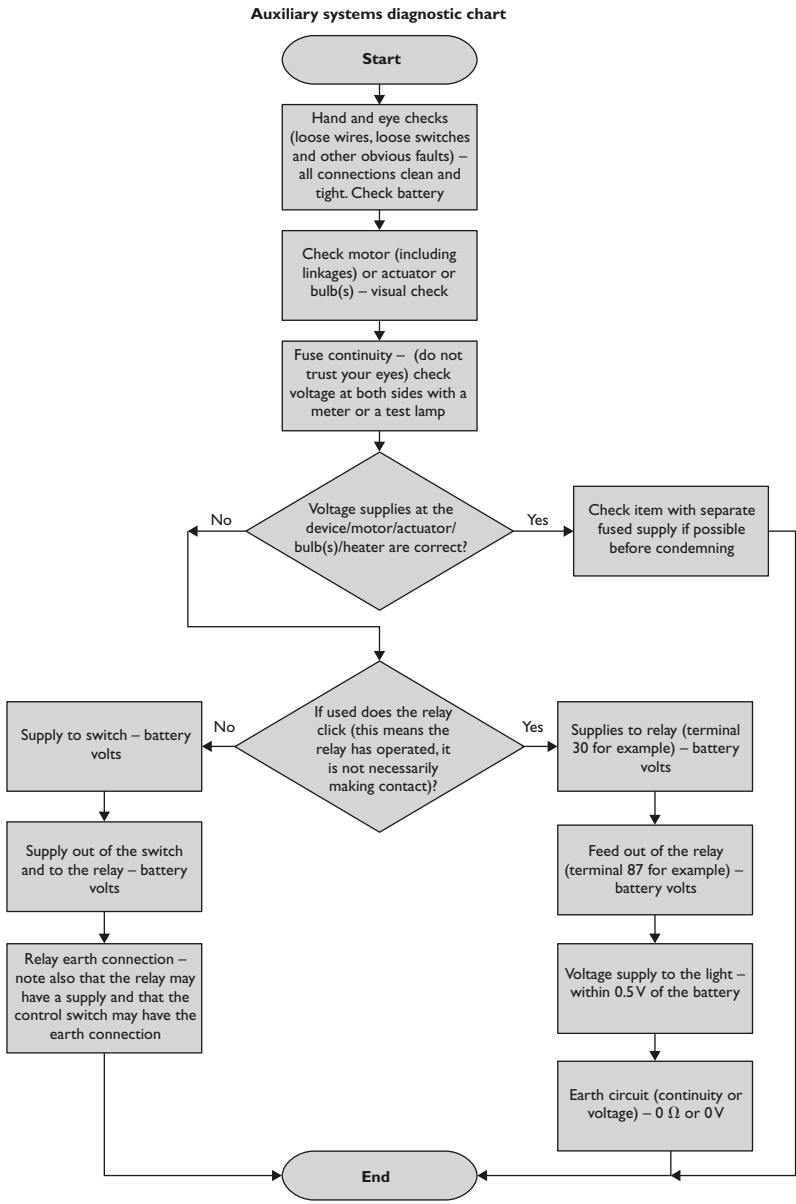 Auxiliary systems diagnostic chart
Start
Hand and eye checks
(loose wires, loose switches
and other obvious faults) –
all connections clean and
tight. Check battery
Check motor (including
linkages) or actuator or
bulb(s) – visual check
Fuse continuity – (do not
trust your eyes) check
voltage at both sides with a
meter or a test lamp
Voltage supplies at the
device/motor/actuator/
bulb(s)/heater are correct?
No
Yes
Check item with separate
fused supply if possible
before condemning
If used does the relay
click (this means the
relay has operated, it
is not necessarily
making contact)?
No
Yes
Supply to switch – battery
volts
Supply out of the switch
and to the relay – battery
volts
Relay earth connection –
note also that the relay may
have a supply and that the
control switch may have the
earth connection
Supplies to relay (terminal
30 for example) – battery
volts
Feed out of the relay
(terminal 87 for example) –
battery volts
Voltage supply to the light –
within 0.5 V of the battery
Earth circuit (continuity or
voltage) – 0 Ω or 0 V
End